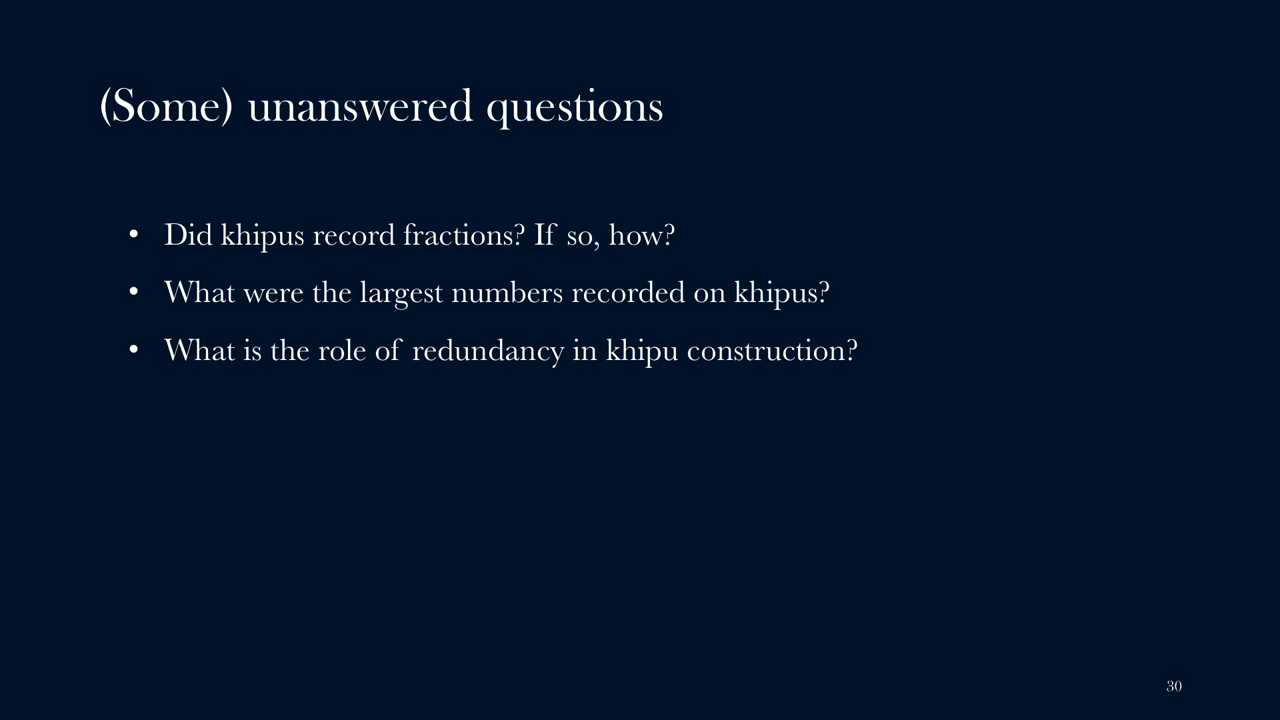 (Some) unanswered questions
• Did khipus record fractions? If so, how?
• What were the largest numbers recorded on khipus?
• What is the role of redundancy in khipu construction?
30